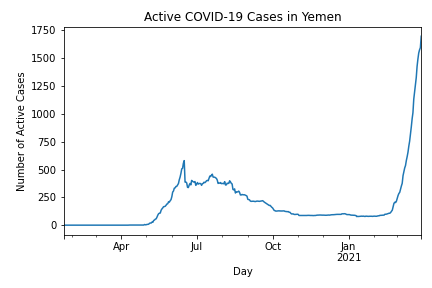 Active COVID-19 Cases in Yemen
Number of Active Cases
1750
1500
1250
1000
750
500
250
0
Apr
Jul
Oct
Jan
2021
Day